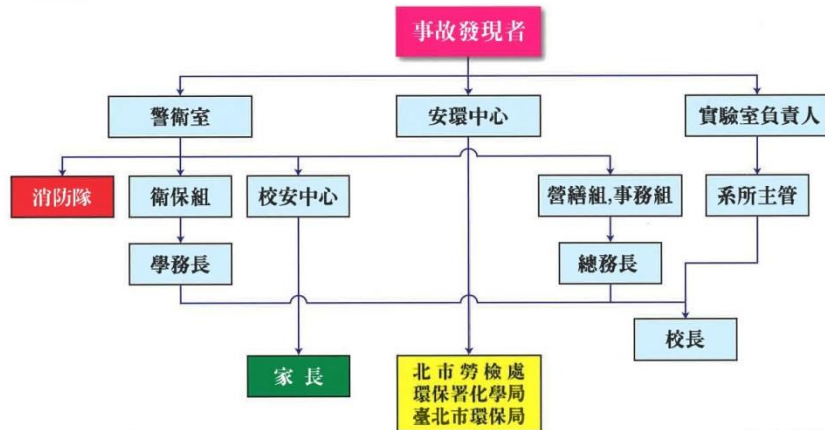 事故發現者
警衛室
安環中心
實驗室負責人
消防隊
衛保組
校安中心
營繕組,事務組
系所主管
學務長
總務長
校長
家 長
北市勞檢處
環保署化學局
臺北市環保局